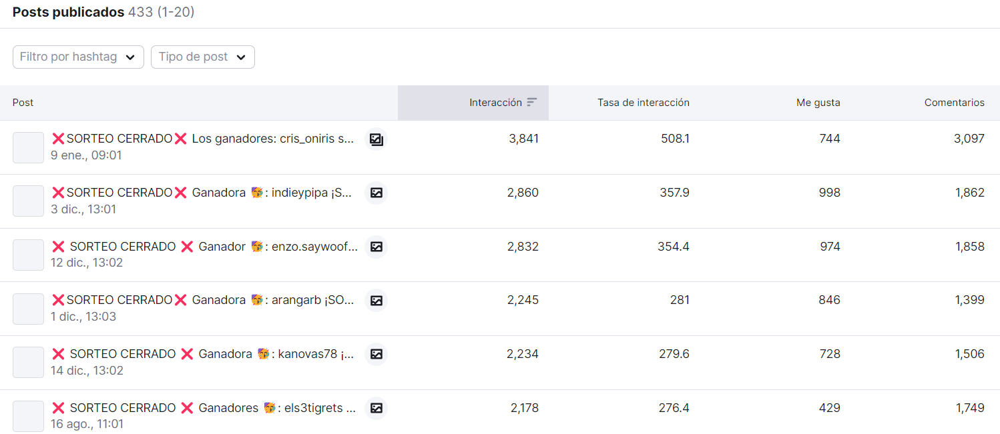 Posts publicados 433 (1-20)
Filtro por hashtag Tipo de post
Post Interacción Tasa de interacción Me gusta Comentarios
❌SORTEO CERRADO❌ Los ganadores: cris_oniris s... 3,841 508.1 744 3,097
9 ene., 09:01
❌SORTEO CERRADO❌ Ganadora 🥳: indieypipa ¡S... 2,860 357.9 998 1,862
3 dic., 13:01
❌ SORTEO CERRADO ❌ Ganador 🥳: enzo.saywoof... 2,832 354.4 974 1,858
12 dic., 13:02
❌SORTEO CERRADO❌ Ganadora 🥳: arangarb ¡SO... 2,245 281 846 1,399
1 dic., 13:03
❌ SORTEO CERRADO ❌ Ganadora 🥳: kanovas78 ¡... 2,234 279.6 728 1,506
14 dic., 13:02
❌ SORTEO CERRADO ❌ Ganadores 🥳: els3tigrets ... 2,178 276.4 429 1,749
16 ago., 11:01